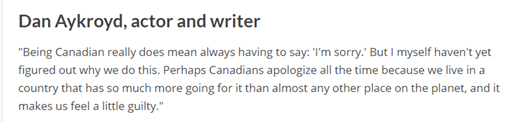 Dan Aykroyd, actor and writer
"Being Canadian really does mean always having to say: 'I'm sorry.' But I myself haven't yet
figured out why we do this. Perhaps Canadians apologize all the time because we live in a
country that has so much more going for it than almost any other place on the planet, and it
makes us feel a little guilty."